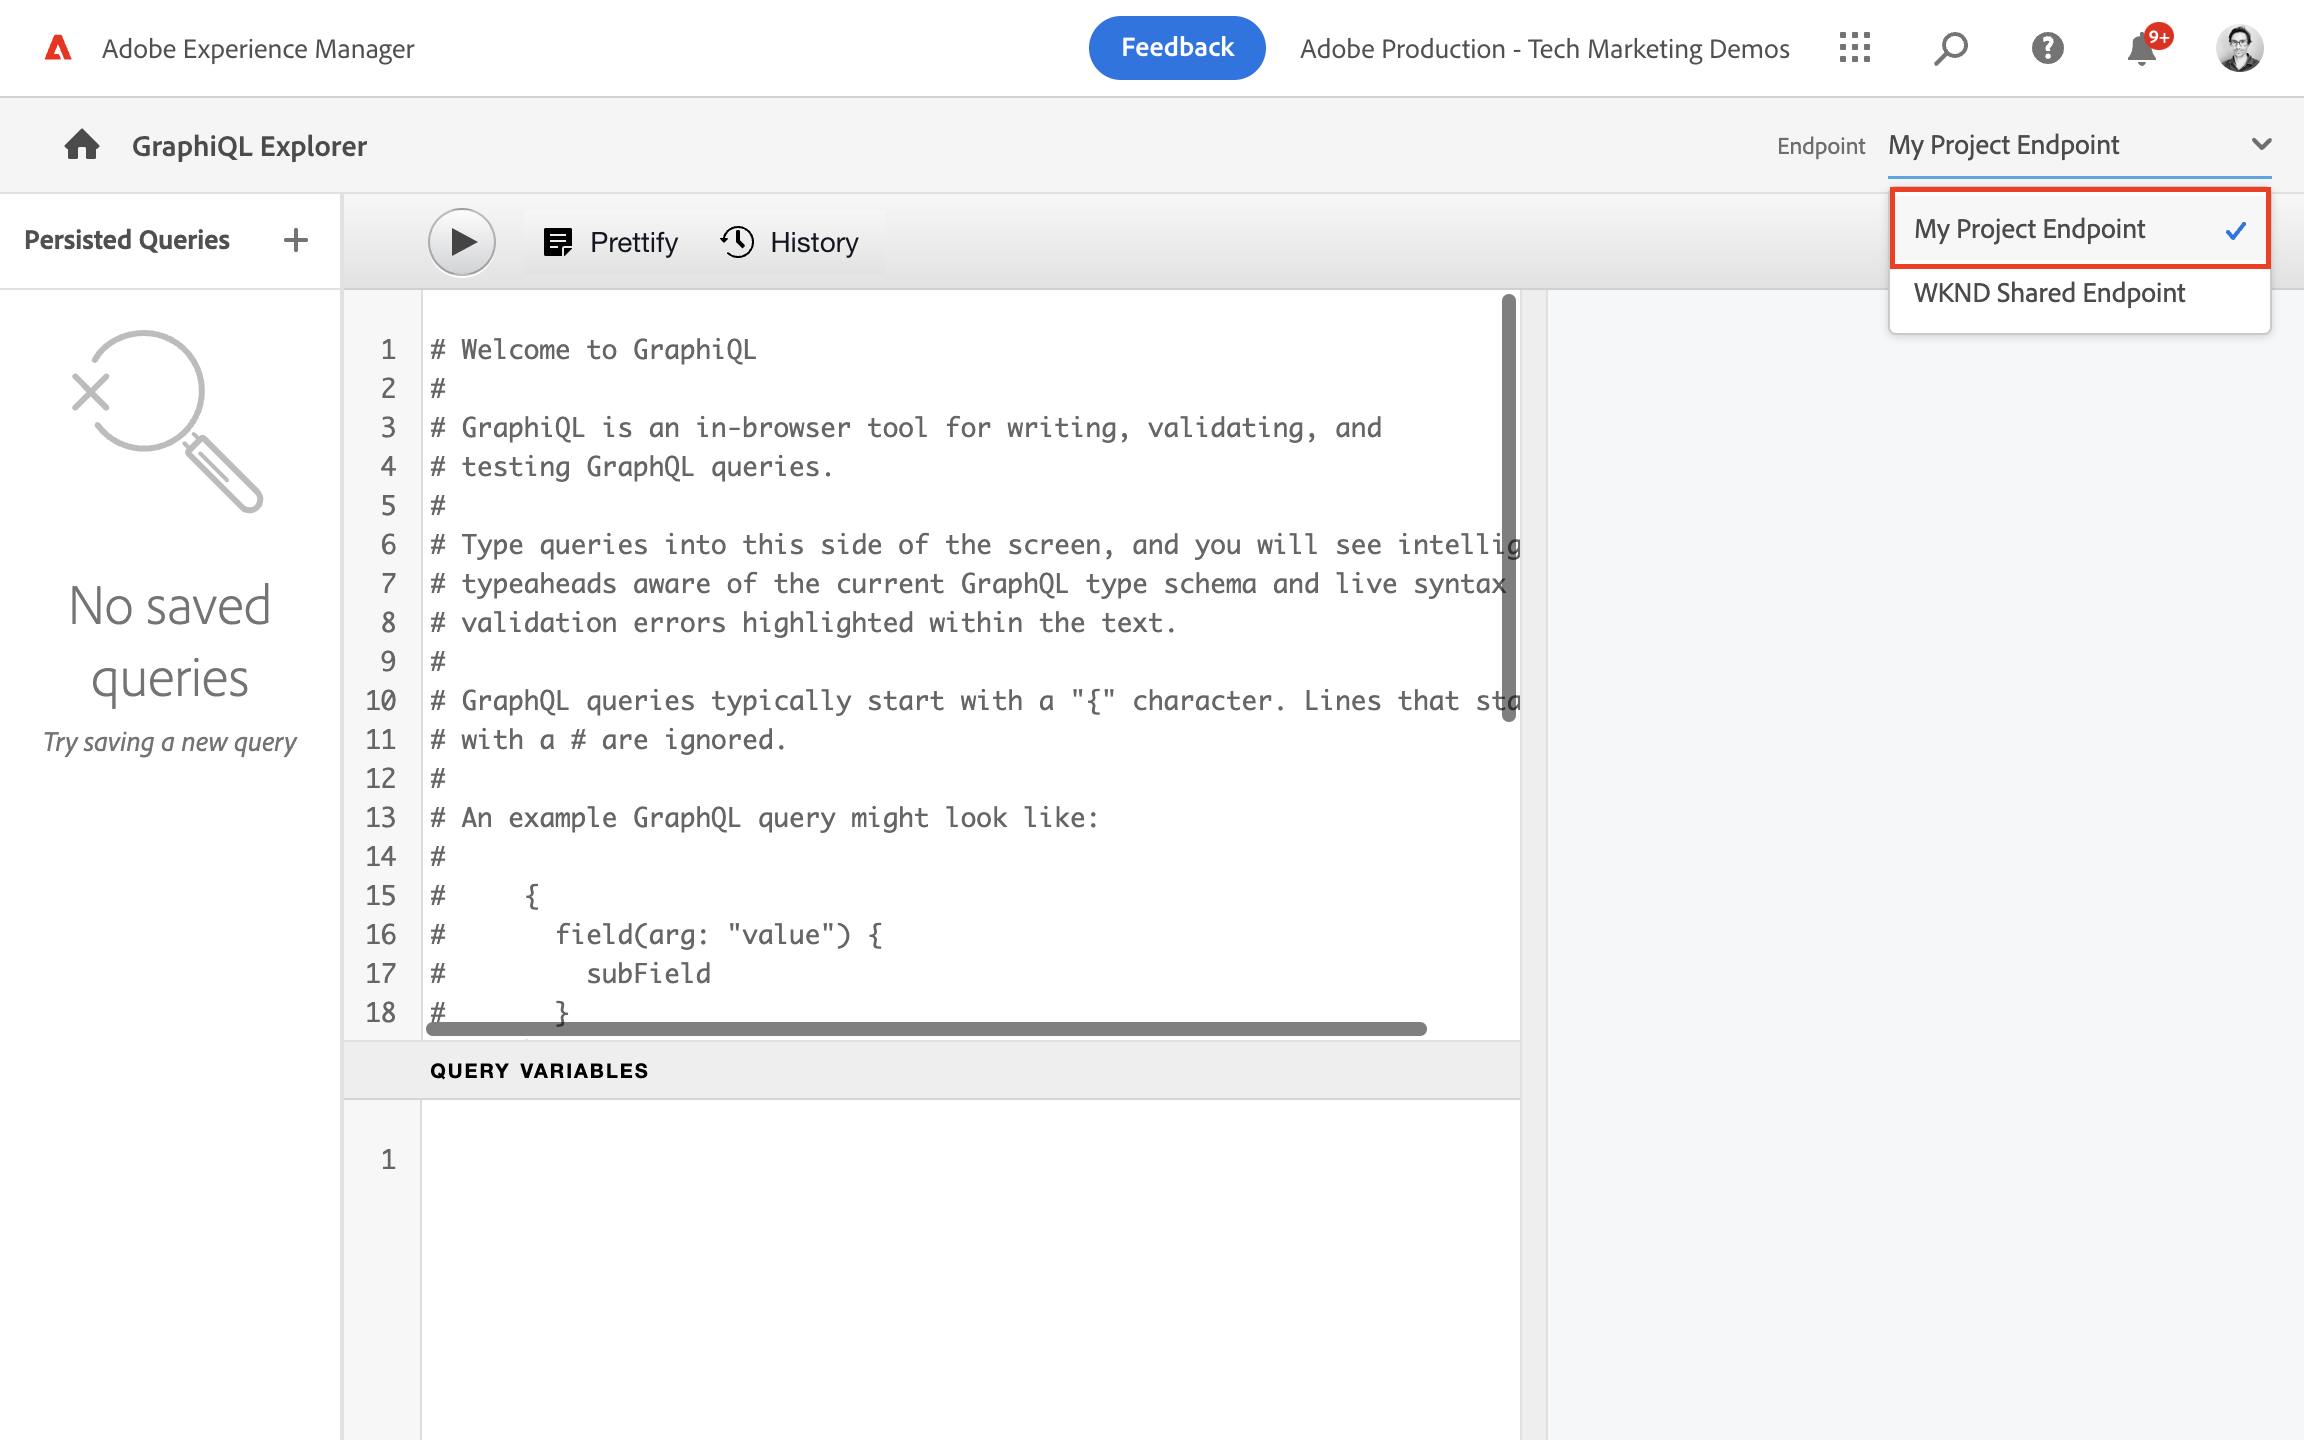 Adobe Experience Manager
Feedback
Adobe Production - Tech Marketing Demos
9+
GraphiQL Explorer
Endpoint
My Project Endpoint
My Project Endpoint
WKND Shared Endpoint
Persisted Queries
Prettify
History
No saved
queries
Try saving a new query
1 # Welcome to GraphiQL
2 #
3 # GraphiQL is an in-browser tool for writing, validating, and
4 # testing GraphQL queries.
5 #
6 # Type queries into this side of the screen, and you will see intellig
7 # typeaheads aware of the current GraphQL type schema and live syntax
8 # validation errors highlighted within the text.
9 #
10 # GraphQL queries typically start with a "{" character. Lines that sta
11 # with a # are ignored.
12 #
13 # An example GraphQL query might look like:
14 #
15 #     {
16 #       field(arg: "value") {
17 #         subField
18 #       }
QUERY VARIABLES
1